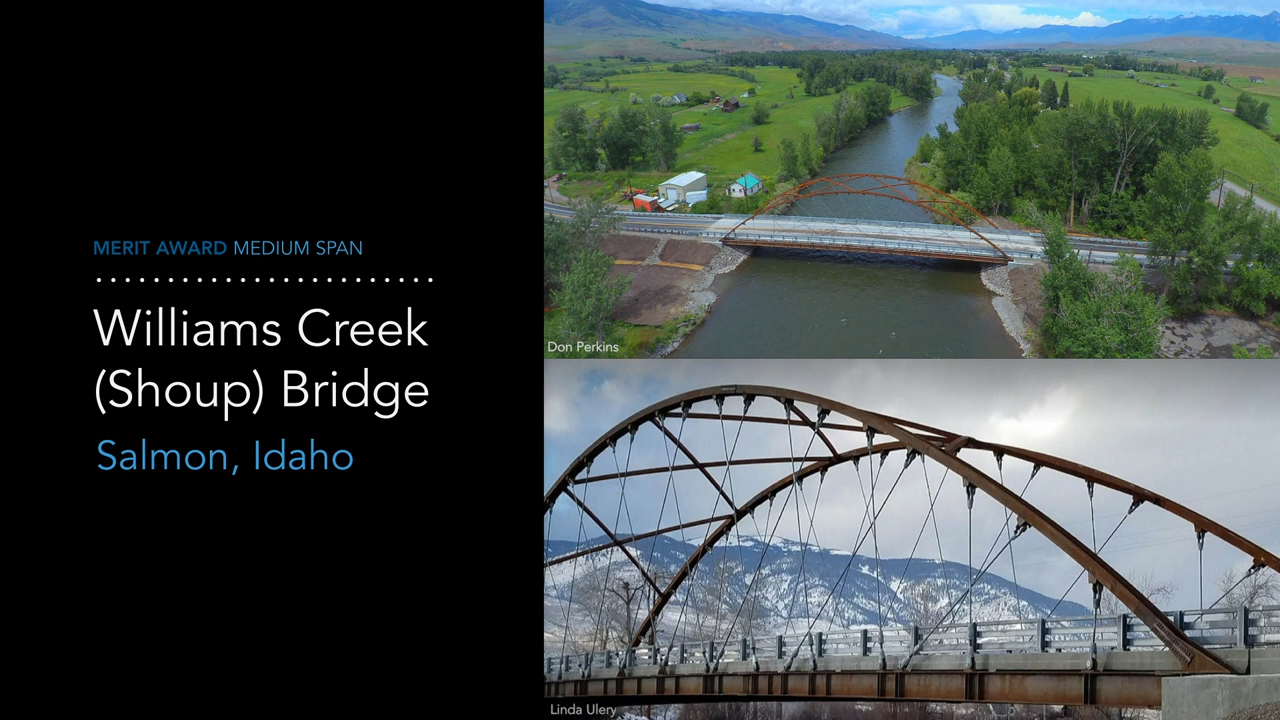 MERIT AWARD MEDIUM SPAN
Williams Creek
(Shoup) Bridge
Salmon, Idaho
Don Perkins
Linda Ulery